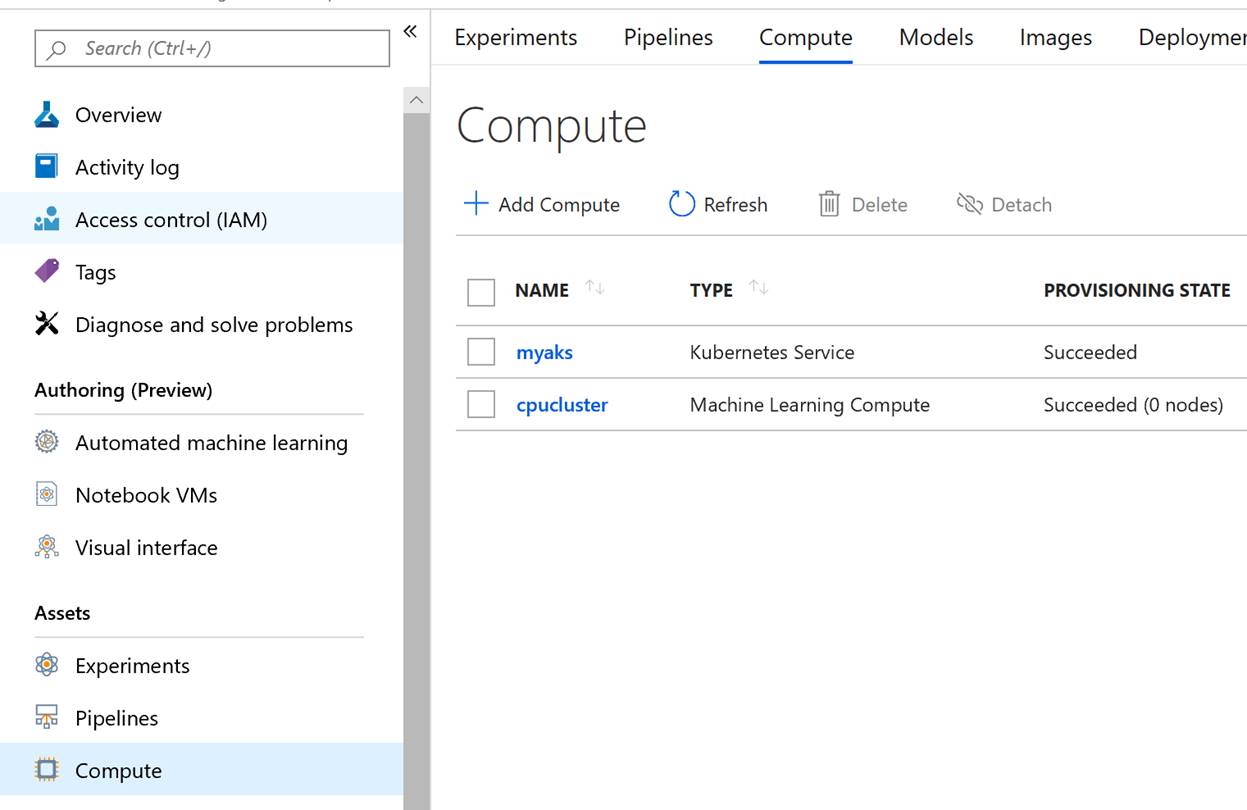 Search (Ctrl+/)
Overview
Activity log
Access control (IAM)
Tags
Diagnose and solve problems
Authoring (Preview)
Automated machine learning
Notebook VMs
Visual interface
Assets
Experiments
Pipelines
Compute
Experiments Pipelines Compute Models Images
Compute
Add Compute Refresh Delete Detach
NAME TYPE PROVISIONING STATE
myaks Kubernetes Service Succeeded
cpucluster Machine Learning Compute Succeeded (0 nodes)